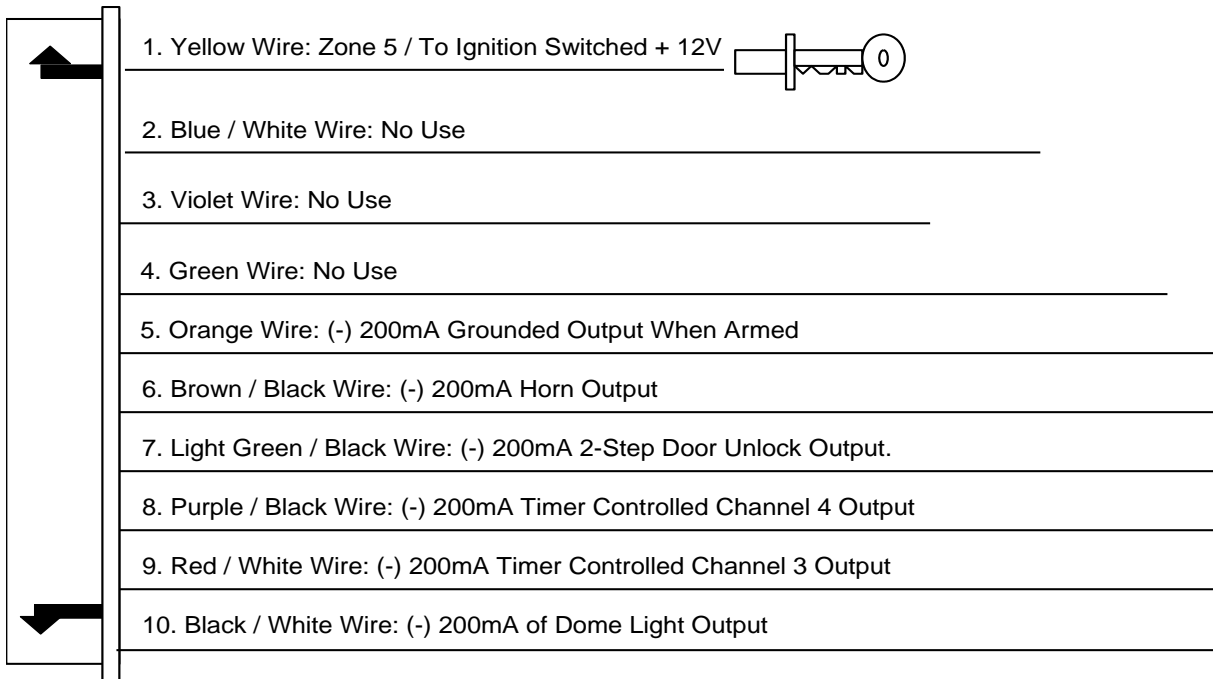 1. Yellow Wire: Zone 5 / To Ignition Switched + 12V
2. Blue / White Wire: No Use
3. Violet Wire: No Use
4. Green Wire: No Use
5. Orange Wire: (-) 200mA Grounded Output When Armed
6. Brown / Black Wire: (-) 200mA Horn Output
7. Light Green / Black Wire: (-) 200mA 2-Step Door Unlock Output.
8. Purple / Black Wire: (-) 200mA Timer Controlled Channel 4 Output
9. Red / White Wire: (-) 200mA Timer Controlled Channel 3 Output
10. Black / White Wire: (-) 200mA of Dome Light Output